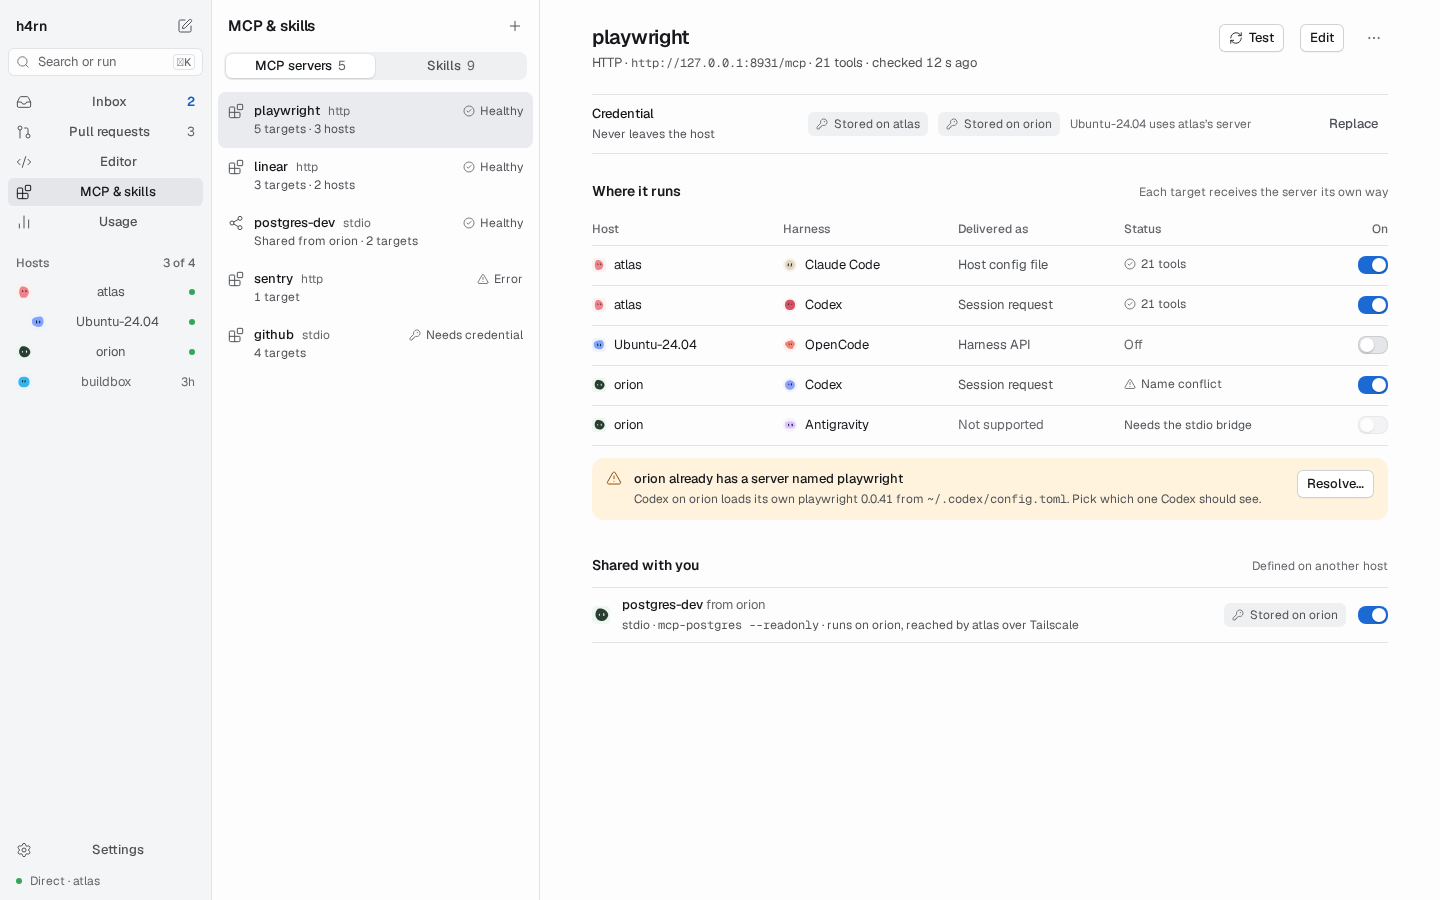 h4rn
Search or run
⌘K
Inbox 2
Pull requests 3
Editor
MCP & skills
Usage
Hosts 3 of 4
atlas
Ubuntu-24.04
orion
buildbox 3h
Settings
Direct · atlas
MCP & skills
MCP servers 5
Skills 9
playwright http Healthy
5 targets · 3 hosts
linear http Healthy
3 targets · 2 hosts
postgres-dev stdio Healthy
Shared from orion · 2 targets
sentry http Error
1 target
github stdio Needs credential
4 targets
playwright
Test
Edit
HTTP · http://127.0.0.1:8931/mcp · 21 tools · checked 12 s ago
Credential
Never leaves the host
Stored on atlas
Stored on orion
Ubuntu-24.04 uses atlas's server
Replace
Where it runs
Each target receives the server its own way
Host Harness Delivered as Status On
atlas Claude Code Host config file 21 tools
atlas Codex Session request 21 tools
Ubuntu-24.04 OpenCode Harness API Off
orion Codex Session request Name conflict
orion Antigravity Not supported Needs the stdio bridge
orion already has a server named playwright
Codex on orion loads its own playwright 0.0.41 from ~/.codex/config.toml. Pick which one Codex should see.
Resolve…
Shared with you
Defined on another host
postgres-dev from orion
stdio · mcp-postgres --readonly · runs on orion, reached by atlas over Tailscale
Stored on orion